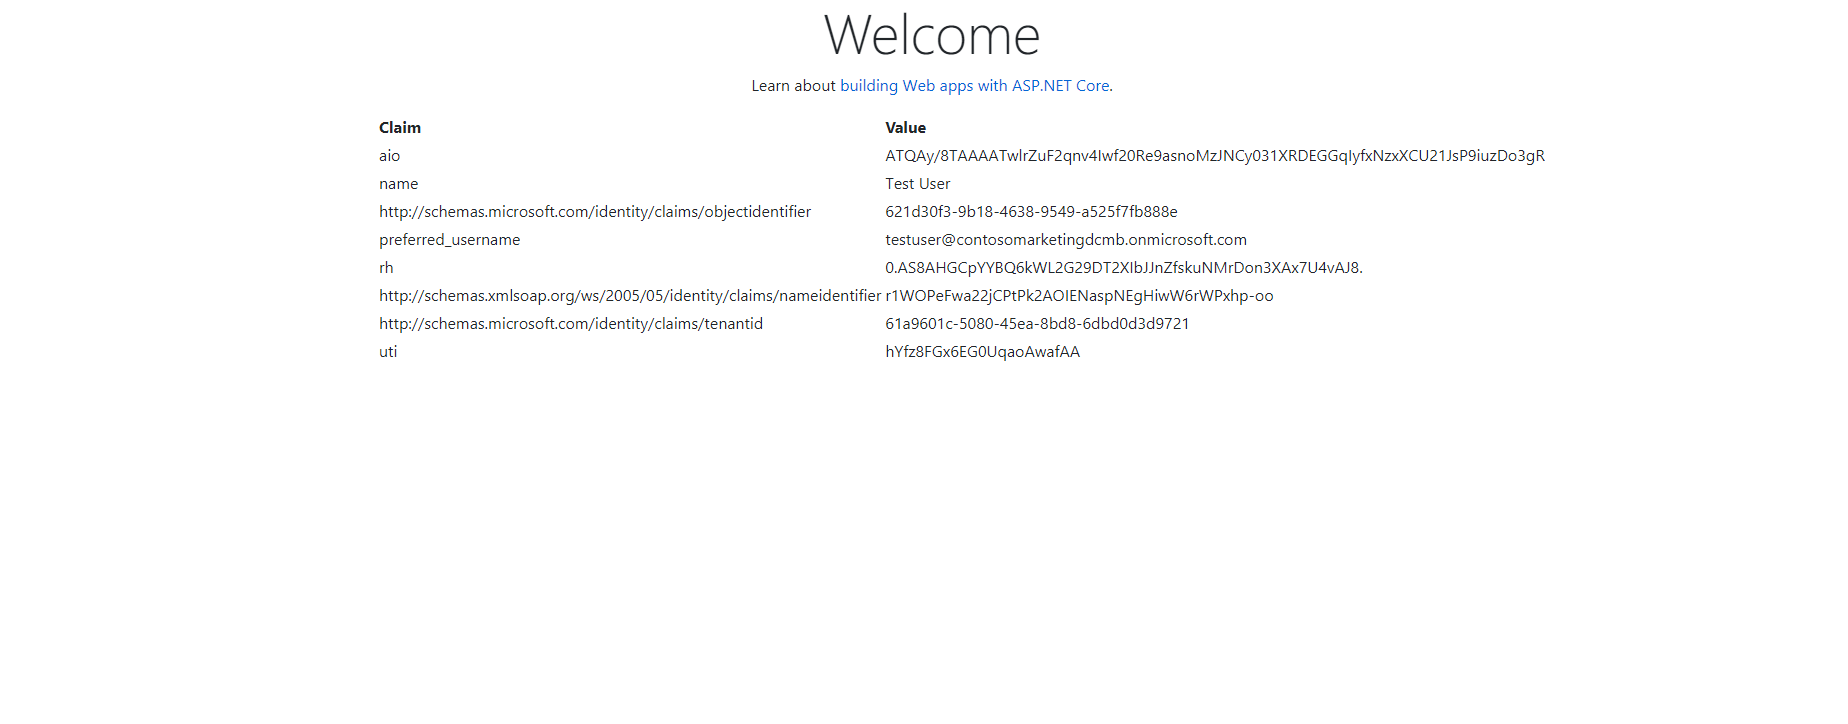 Welcome
Learn about building Web apps with ASP.NET Core.
Claim Value
aio ATQAy/8TAAAATwlrZuF2qnv4Iwf20Re9asnoMzJNCy031XRDEGGqIyfxNzxXCU21JsP9iuzDo3gR
name Test User
http://schemas.microsoft.com/identity/claims/objectidentifier 621d30f3-9b18-4638-9549-a525f7fb888e
preferred_username testuser@contosomarketingdcmb.onmicrosoft.com
rh 0.AS8AHGCpYYBQ6kWL2G29DT2XIbJJnZfskuNMrDon3XAx7U4vAJ8.
http://schemas.xmlsoap.org/ws/2005/05/identity/claims/nameidentifier r1WOPeFwa22jCPtPk2AOIENaspNEgHiwW6rWPxhp-oo
http://schemas.microsoft.com/identity/claims/tenantid 61a9601c-5080-45ea-8bd8-6dbd0d3d9721
uti hYfz8FGx6EG0UqaoAwafAA